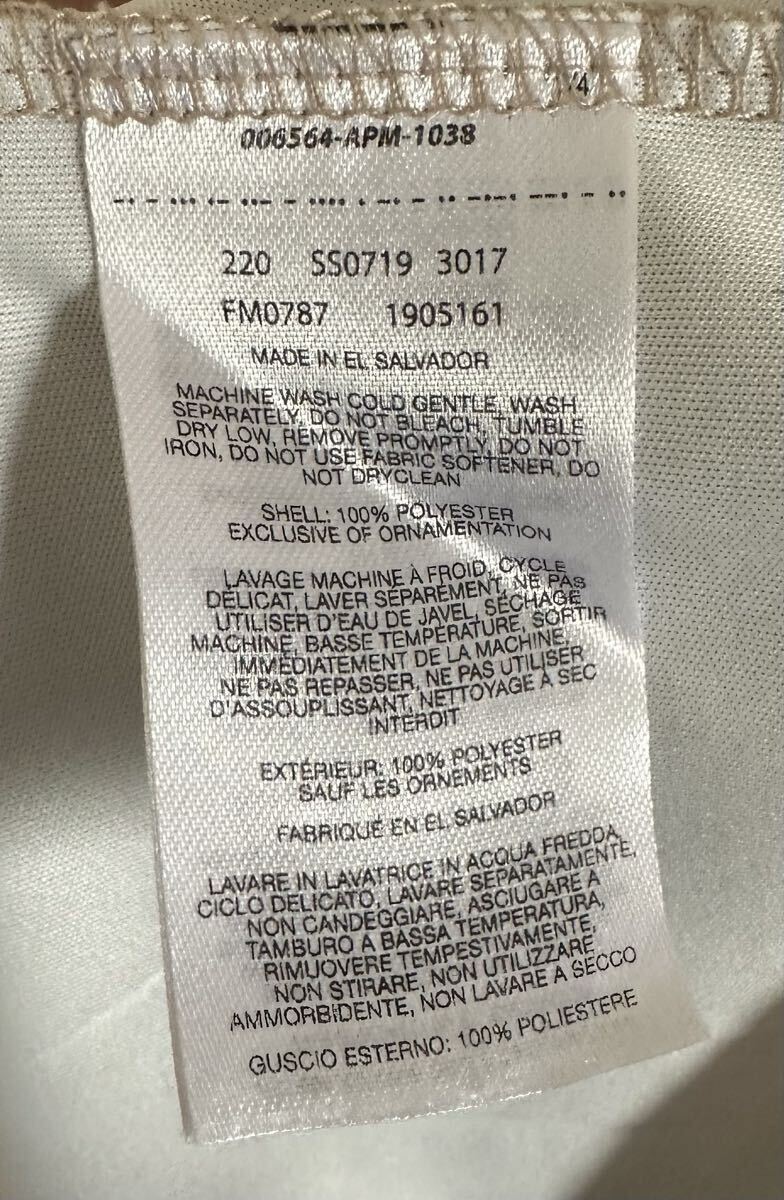 /4
006564-APM-1038
220 SS0719 3017
FM0787 1905161
MADE IN EL SALVADOR
MACHINE WASH COLD GENTLE, WASH
SEPARATELY, DO NOT BLEACH, TUMBLE
DRY LOW, REMOVE PROMPTLY, DO NOT
IRON, DO NOT USE FABRIC SOFTENER, DO
NOT DRYCLEAN
SHELL: 100% POLYESTER
EXCLUSIVE OF ORNAMENTATION
LAVAGE MACHINE À FROID, CYCLE
DÉLICAT, LAVER SÉPARÉMENT, NE PAS
UTILISER D'EAU DE JAVEL, SÉCHAGE
MACHINE, BASSE TEMPÉRATURE, SORTIR
IMMÉDIATEMENT DE LA MACHINE,
NE PAS REPASSER, NE PAS UTILISER
D'ASSOUPLISSANT, NETTOYAGE À SEC
INTERDIT
EXTÉRIEUR: 100% POLYESTER
SAUF LES ORNEMENTS
FABRIQUÉ EN EL SALVADOR
LAVARE IN LAVATRICE IN ACQUA FREDDA,
CICLO DELICATO, LAVARE SEPARATAMENTE,
NON CANDEGGIARE, ASCIUGARE A
TAMBURO A BASSA TEMPERATURA,
RIMUOVERE TEMPESTIVAMENTE,
NON STIRARE, NON UTILIZZARE
AMMORBIDENTE, NON LAVARE A SECCO
GUSCIO ESTERNO: 100% POLIESTERE